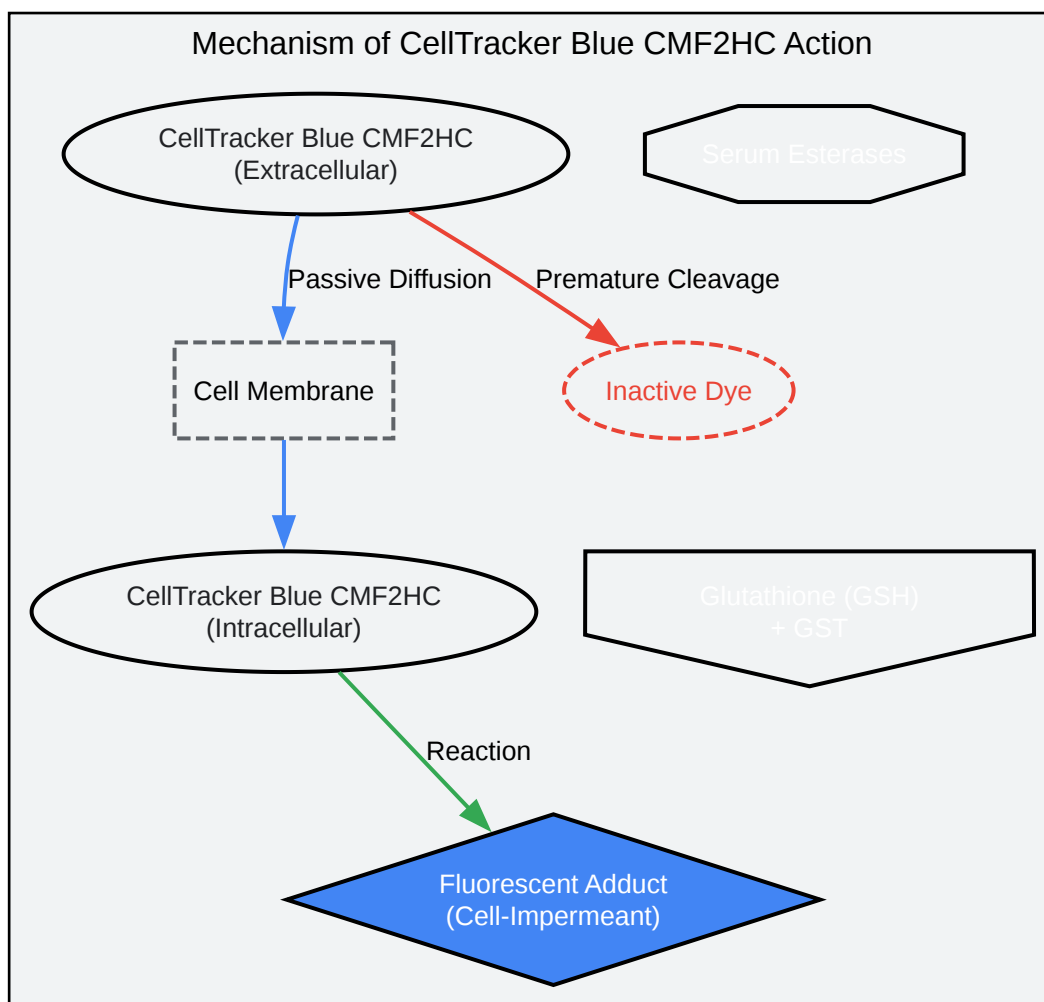 Mechanism of CellTracker Blue CMF2HC Action
CellTracker Blue CMF2HC
(Extracellular)
Serum Esterases
Passive Diffusion
Premature Cleavage
Cell Membrane
Inactive Dye
CellTracker Blue CMF2HC
(Intracellular)
Glutathione (GSH)
+ GST
Reaction
Fluorescent Adduct
(Cell-Impermeant)